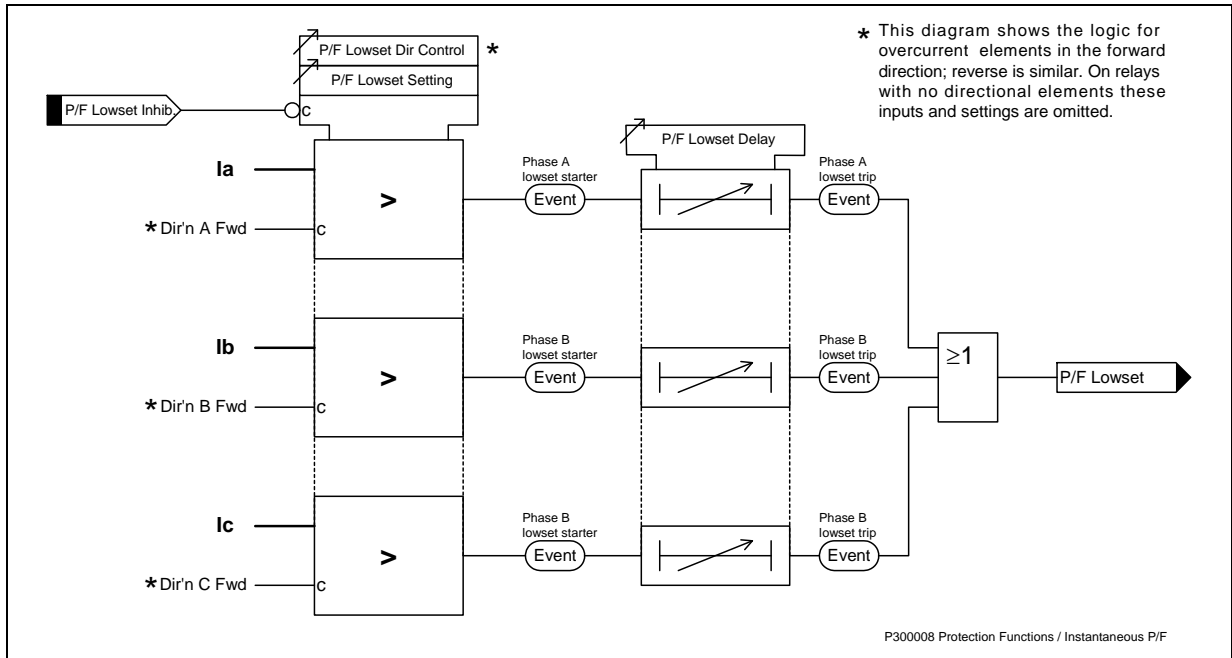 P/F Lowset Dir Control *
P/F Lowset Setting
P/F Lowset Inhib.
c
* This diagram shows the logic for
overcurrent elements in the forward
direction; reverse is similar. On relays
with no directional elements these
inputs and settings are omitted.
P/F Lowset Delay
Ia
>
* Dir'n A Fwd
c
Phase A
lowset starter
Event
Phase A
lowset trip
Event
Ib
>
* Dir'n B Fwd
c
Phase B
lowset starter
Event
Phase B
lowset trip
Event
≥1
P/F Lowset
Ic
>
* Dir'n C Fwd
c
Phase B
lowset starter
Event
Phase B
lowset trip
Event
P300008 Protection Functions / Instantaneous P/F